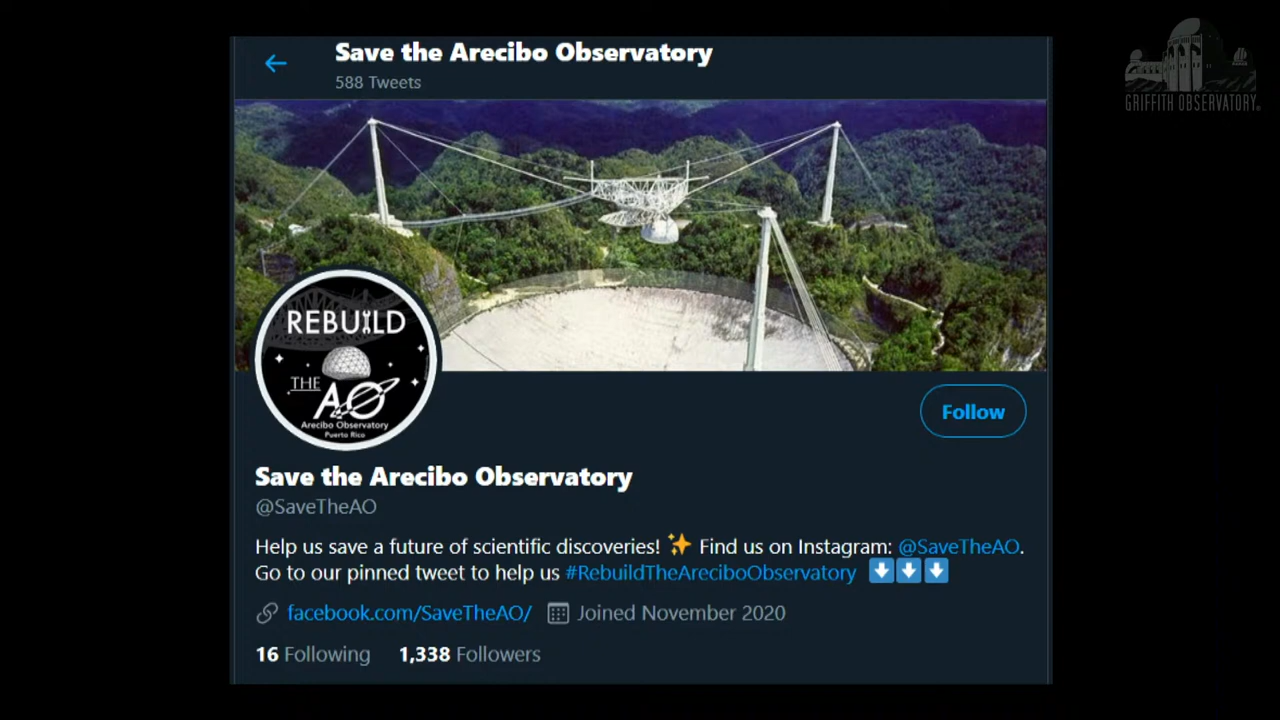 Save the Arecibo Observatory
588 Tweets
GRIFFITH OBSERVATORY
REBUILD
THE
AO
Arecibo Observatory
Puerto Rico
Follow
Save the Arecibo Observatory
@SaveTheAO
Help us save a future of scientific discoveries! ✨ Find us on Instagram: @SaveTheAO.
Go to our pinned tweet to help us #RebuildTheAreciboObservatory ⬇️⬇️⬇️
facebook.com/SaveTheAO/ Joined November 2020
16 Following 1,338 Followers